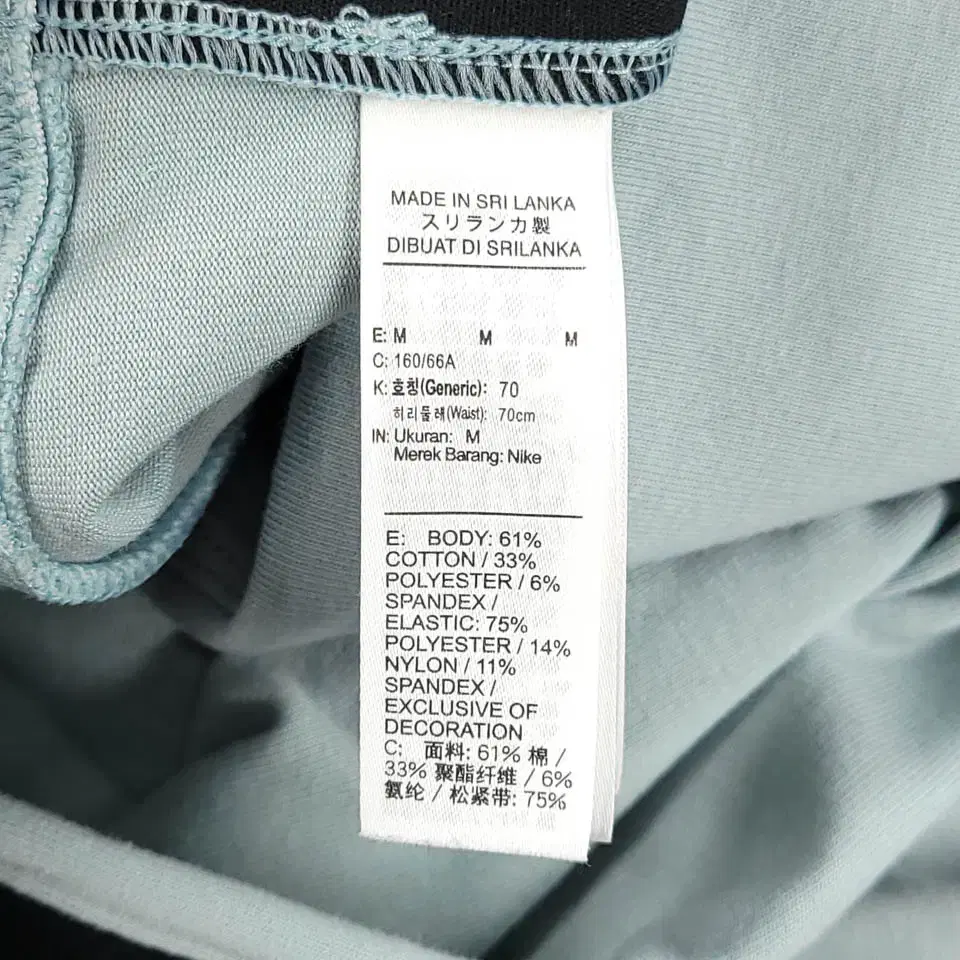 MADE IN SRI LANKA
スリランカ製
DIBUAT DI SRILANKA
E: M M M
C: 160/66A
K: 호칭(Generic): 70
허리둘레(Waist): 70cm
IN: Ukuran: M
Merek Barang: Nike
E: BODY: 61%
COTTON / 33%
POLYESTER / 6%
SPANDEX /
ELASTIC: 75%
POLYESTER / 14%
NYLON / 11%
SPANDEX /
EXCLUSIVE OF
DECORATION
C: 面料: 61% 棉 /
33% 聚酯纤维 / 6%
氨纶 / 松紧带: 75%